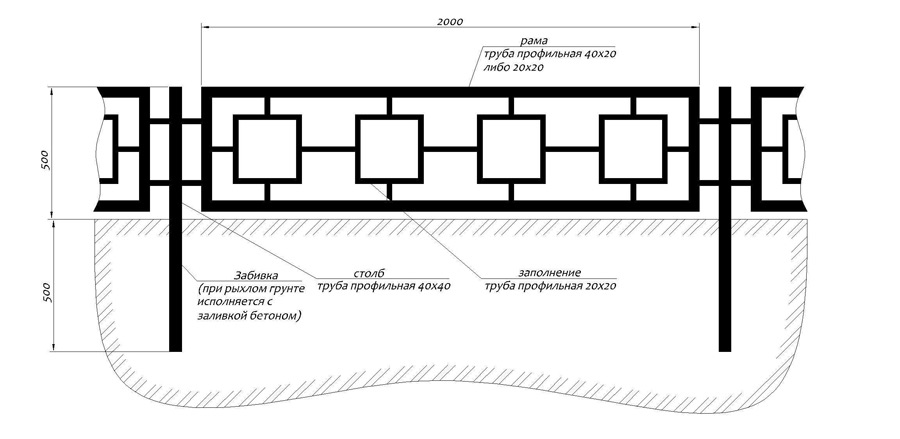 2000
рама
труба профильная 40х20
либо 20х20
500
500
Забивка
(при рыхлом грунте
исполняется с
заливкой бетоном)
столб
труба профильная 40х40
заполнение
труба профильная 20х20